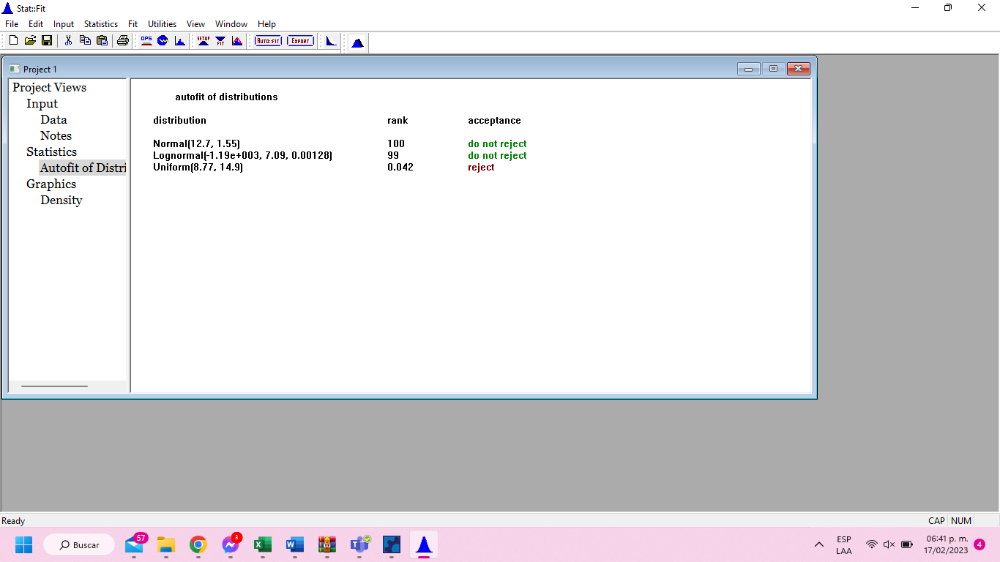 Stat::Fit
File Edit Input Statistics Fit Utilities View Window Help
OPS SETUP FIT AUTO::FIT EXPORT
Project 1
Project Views
Input
Data
Notes
Statistics
Autofit of Distri
Graphics
Density
autofit of distributions
distribution rank acceptance
Normal(12.7, 1.55) 100 do not reject
Lognormal(-1.19e+003, 7.09, 0.00128) 99 do not reject
Uniform(8.77, 14.9) 0.042 reject
Ready CAP NUM
Buscar 57 3 ESP 06:41 p. m. 4
LAA 17/02/2023